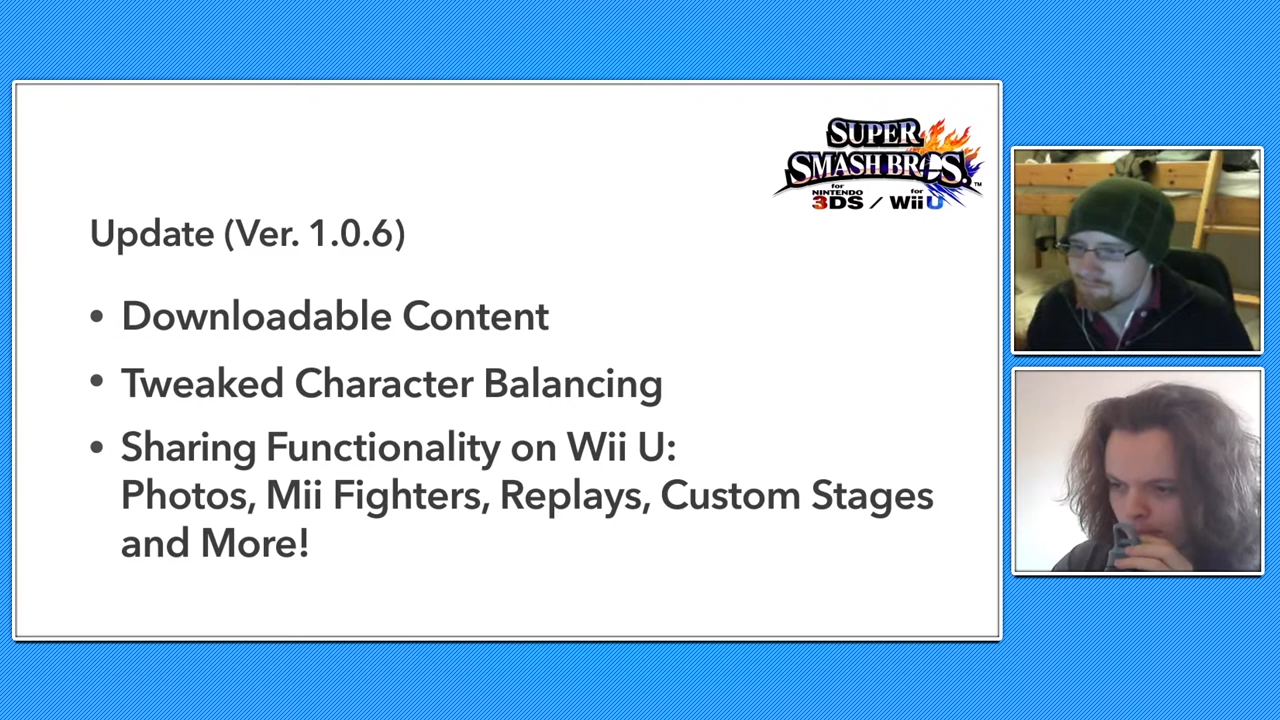 SUPER
SMASH BROS.™
for NINTENDO 3DS / for Wii U
Update (Ver. 1.0.6)
• Downloadable Content
• Tweaked Character Balancing
• Sharing Functionality on Wii U:
Photos, Mii Fighters, Replays, Custom Stages
and More!